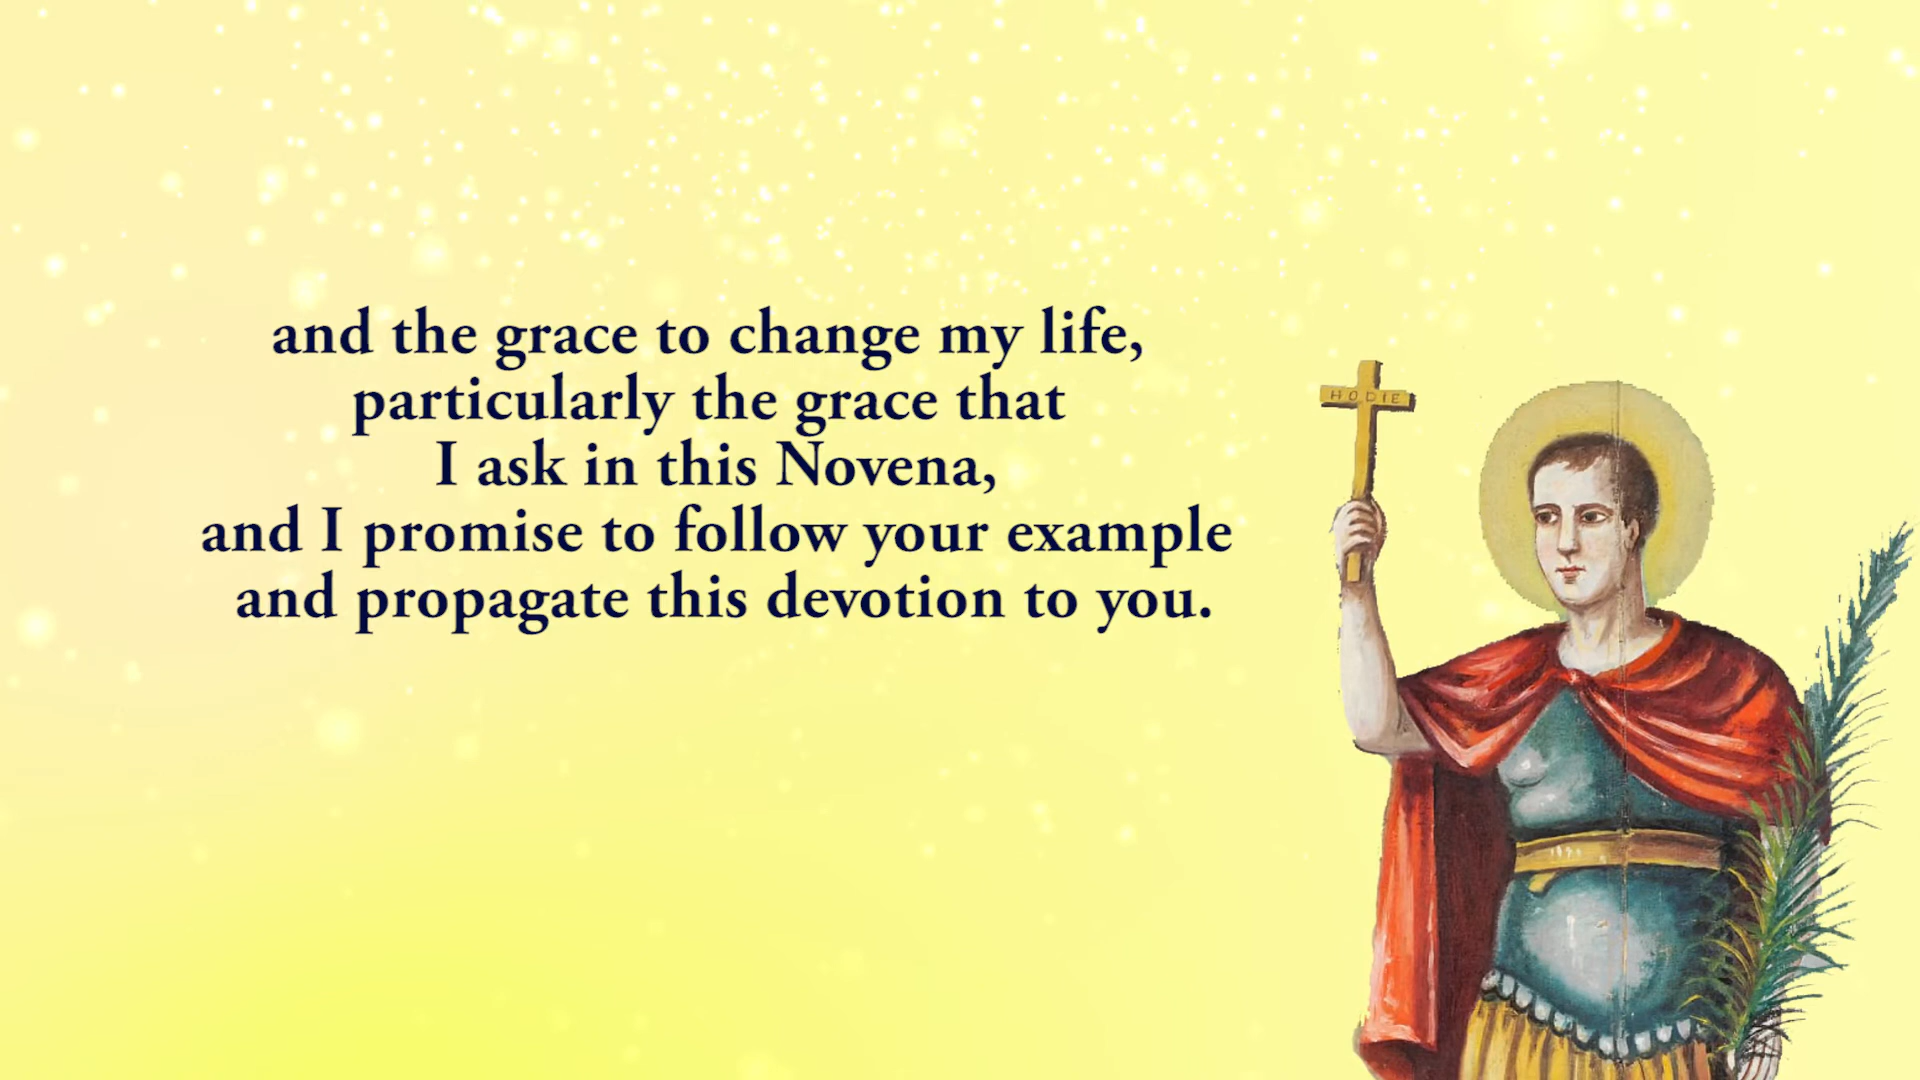 and the grace to change my life,
particularly the grace that
I ask in this Novena,
and I promise to follow your example
and propagate this devotion to you.
HODIE